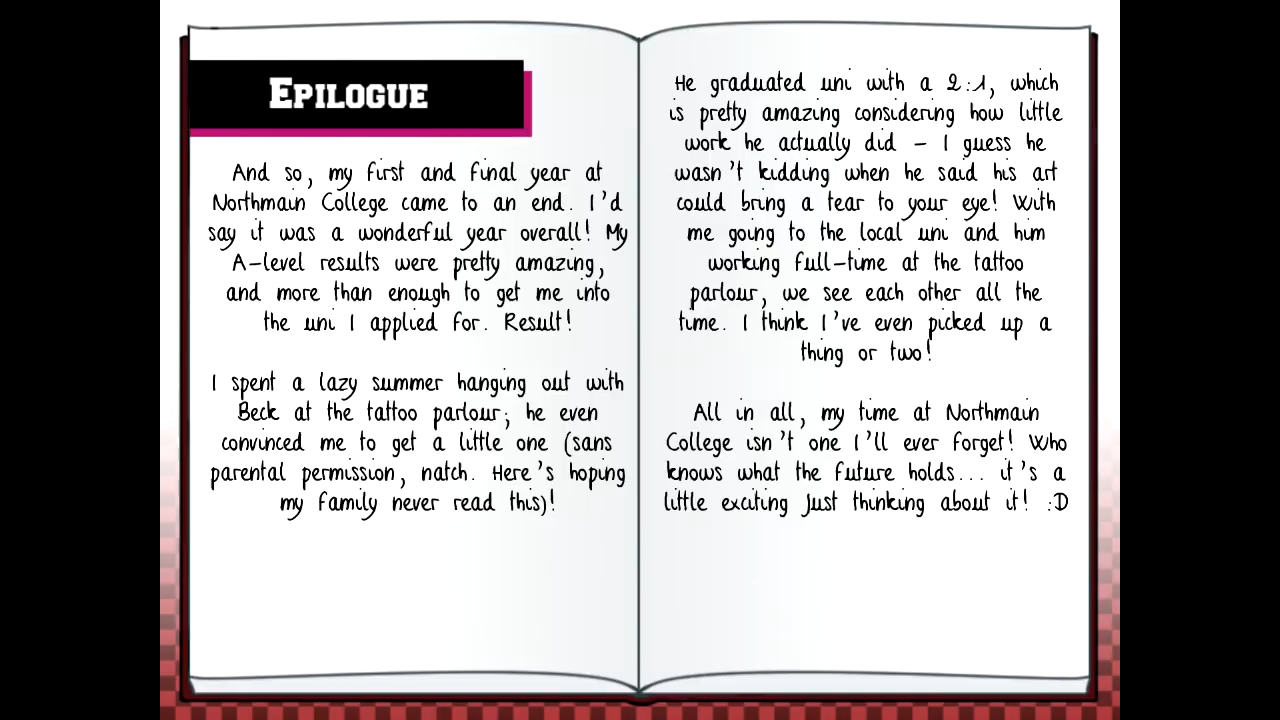 EPILOGUE
And so, my first and final year at
Northmain College came to an end. I'd
say it was a wonderful year overall! My
A-level results were pretty amazing,
and more than enough to get me into
the uni I applied for. Result!
I spent a lazy summer hanging out with
Beck at the tattoo parlour; he even
convinced me to get a little one (sans
parental permission, natch. Here's hoping
my family never read this)!
He graduated uni with a 2:1, which
is pretty amazing considering how little
work he actually did - I guess he
wasn't kidding when he said his art
could bring a tear to your eye! With
me going to the local uni and him
working full-time at the tattoo
parlour, we see each other all the
time. I think I've even picked up a
thing or two!
All in all, my time at Northmain
College isn't one I'll ever forget! Who
knows what the future holds... it's a
little exciting just thinking about it! :D